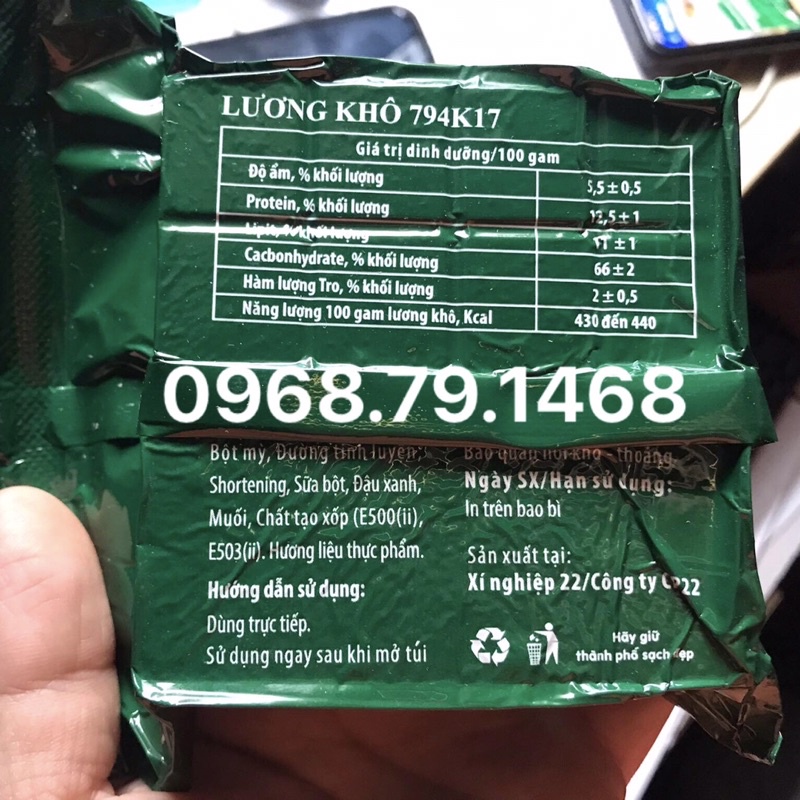 LƯƠNG KHÔ 794K17
Giá trị dinh dưỡng/100 gam
Độ ẩm, % khối lượng 5,5 ± 0,5
Protein, % khối lượng 12,5 ± 1
Lipit, % khối lượng 11 ± 1
Cacbonhydrate, % khối lượng 66 ± 2
Hàm lượng Tro, % khối lượng 2 ± 0,5
Năng lượng 100 gam lương khô, Kcal 430 đến 440
0968.79.1468
Bột mỳ, Đường tinh luyện,
Shortening, Sữa bột, Đậu xanh,
Muối, Chất tạo xốp (E500(ii),
E503(ii). Hương liệu thực phẩm.
Hướng dẫn sử dụng:
Dùng trực tiếp.
Sử dụng ngay sau khi mở túi
Bảo quản nơi khô - thoáng.
Ngày SX/Hạn sử dụng:
In trên bao bì
Sản xuất tại:
Xí nghiệp 22/Công ty CP22
Hãy giữ
thành phố sạch đẹp